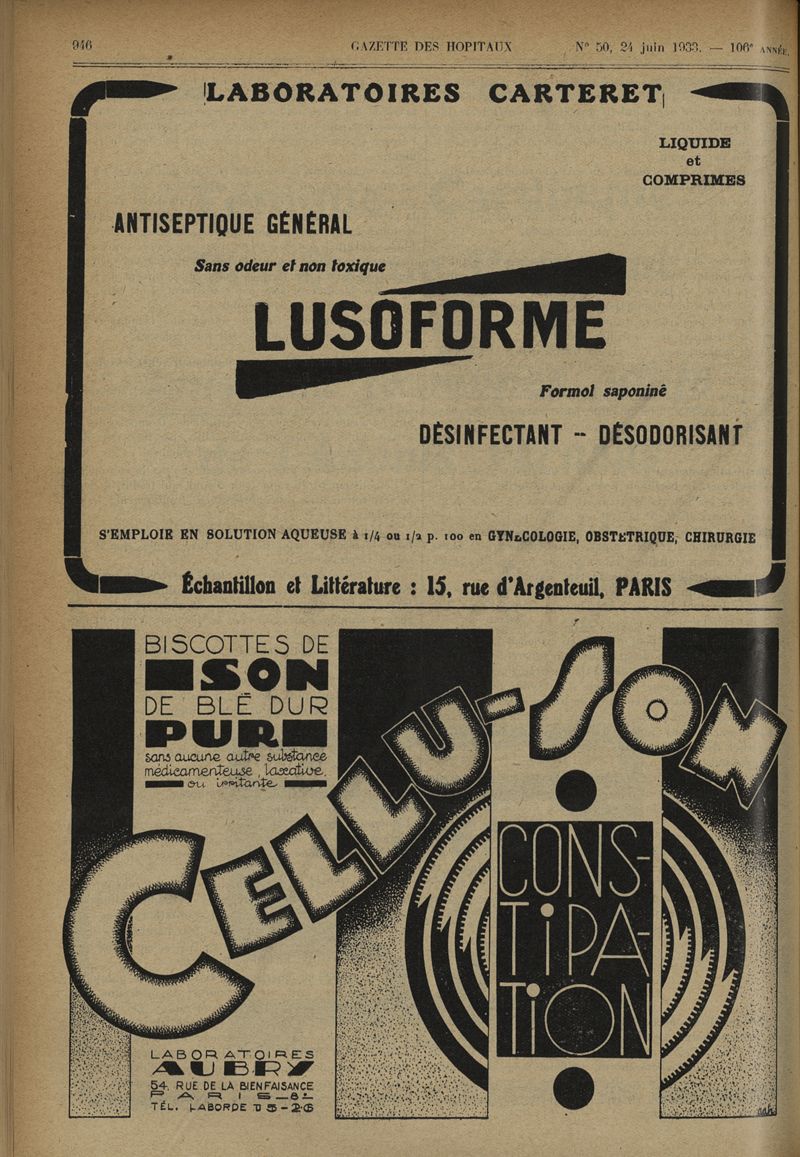 946
GAZETTE DES HOPITAUX
N° 50, 24 juin 1933. — 106e ANNÉE.
LABORATOIRES CARTERET
LIQUIDE
et
COMPRIMES
ANTISEPTIQUE GÉNÉRAL
Sans odeur et non toxique
LUSOFORME
Formol saponiné
DÉSINFECTANT -- DÉSODORISANT
S'EMPLOIE EN SOLUTION AQUEUSE à 1/4 ou 1/2 p. 100 en GYNÆCOLOGIE, OBSTÉTRIQUE, CHIRURGIE
Échantillon et Littérature : 15, rue d'Argenteuil, PARIS
BISCOTTES DE
SON
DE BLÉ DUR
PUR
sans aucune autre substance
médicamenteuse, laxative,
ou irritante
CELLU-SON
CONS-
TIPA-
TION
LABORATOIRES
AUBRY
54, RUE DE LA BIENFAISANCE
PARIS_8E
TÉL. LABORDE 15-26